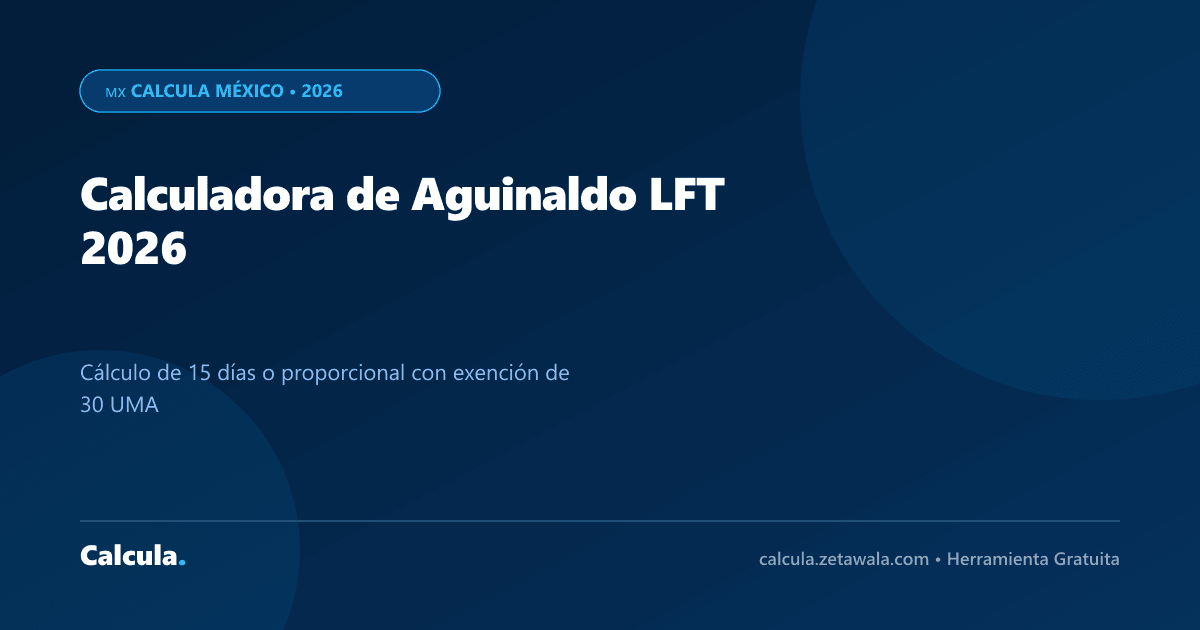 MX CALCULA MÉXICO • 2026
Calculadora de Aguinaldo LFT
2026
Cálculo de 15 días o proporcional con exención de
30 UMA
Calcula.
calcula.zetawala.com • Herramienta Gratuita